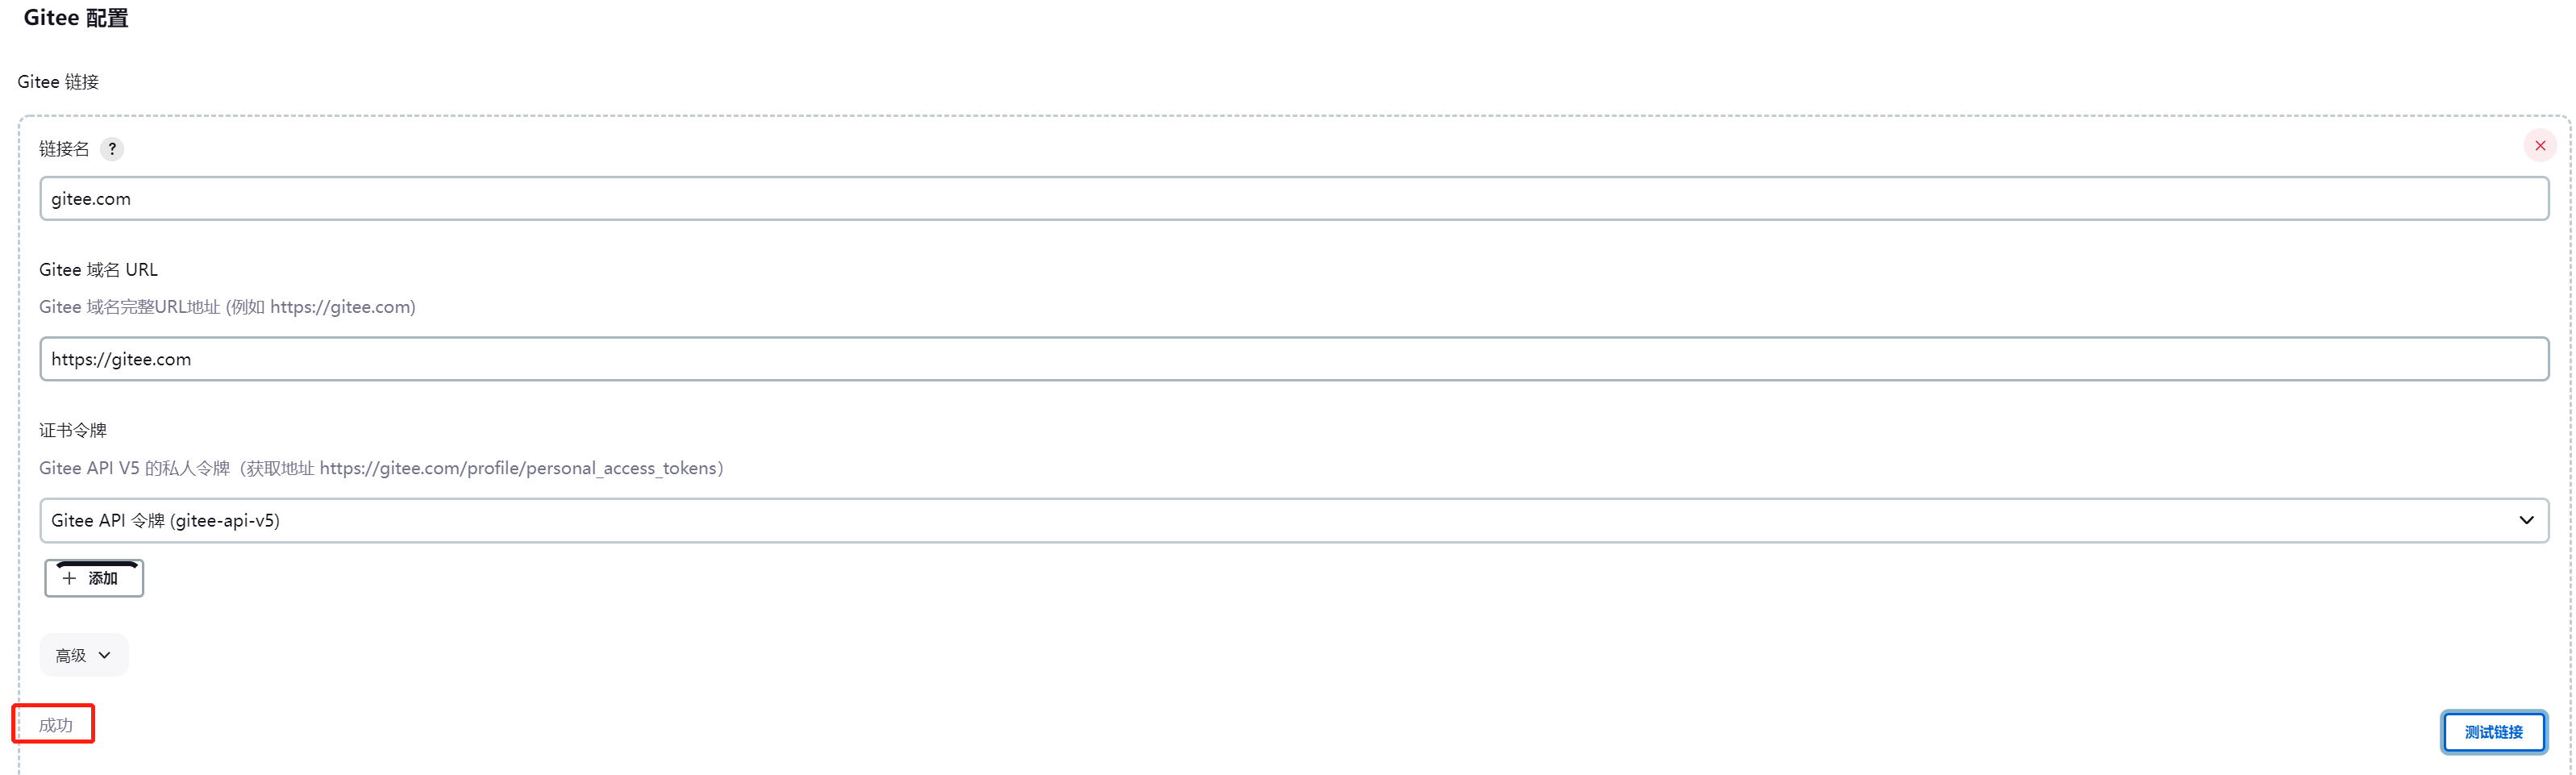 Gitee 配置
Gitee 链接
链接名 ?
gitee.com
Gitee 域名 URL
Gitee 域名完整URL地址 (例如 https://gitee.com)
https://gitee.com
证书令牌
Gitee API V5 的私人令牌（获取地址 https://gitee.com/profile/personal_access_tokens）
Gitee API 令牌 (gitee-api-v5)
添加
高级
成功
测试链接